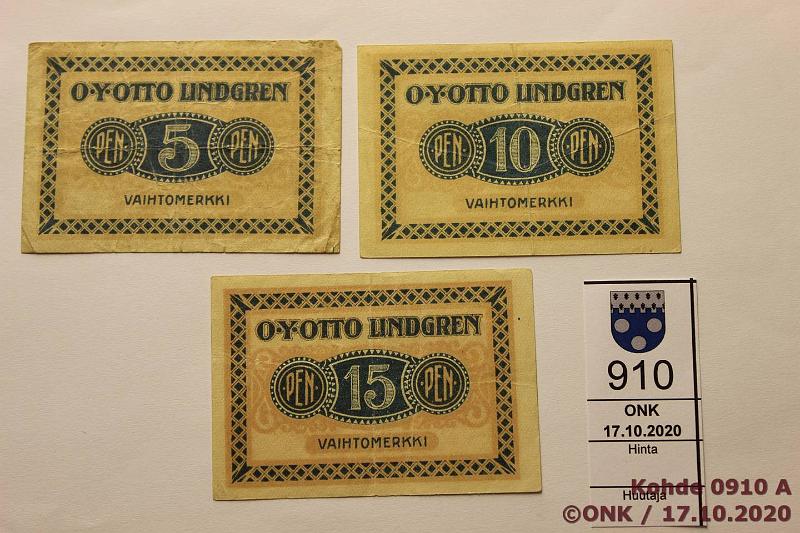 O·Y·OTTO LINDGREN
PEN 5 PEN
VAIHTOMERKKI
O·Y·OTTO LINDGREN
PEN 10 PEN
VAIHTOMERKKI
O·Y·OTTO LINDGREN
PEN 15 PEN
VAIHTOMERKKI
910
ONK
17.10.2020
Hinta
Huutaja
Kohde 0910 A
©ONK / 17.10.2020